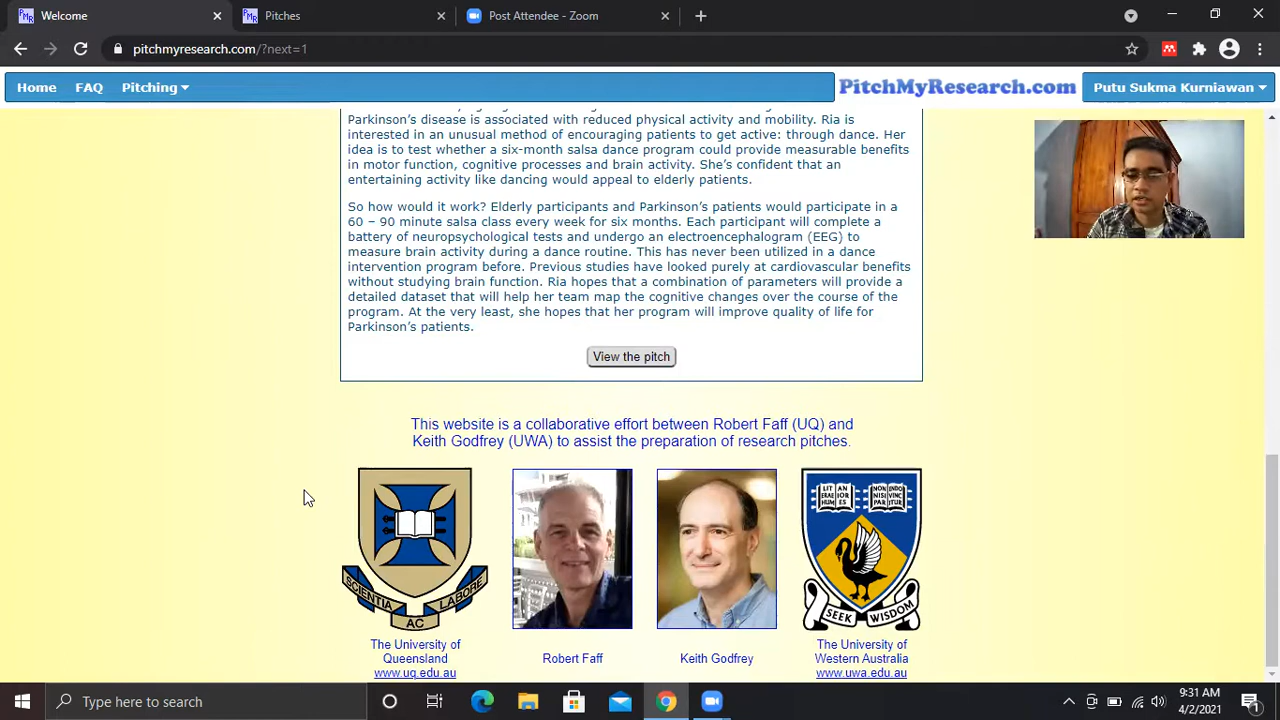 Welcome
Pitches
Post Attendee - Zoom
pitchmyresearch.com/?next=1
Home FAQ Pitching
PitchMyResearch.com
Putu Sukma Kurniawan
Parkinson's disease is associated with reduced physical activity and mobility. Ria is
interested in an unusual method of encouraging patients to get active: through dance. Her
idea is to test whether a six-month salsa dance program could provide measurable benefits
in motor function, cognitive processes and brain activity. She's confident that an
entertaining activity like dancing would appeal to elderly patients.
So how would it work? Elderly participants and Parkinson's patients would participate in a
60 – 90 minute salsa class every week for six months. Each participant will complete a
battery of neuropsychological tests and undergo an electroencephalogram (EEG) to
measure brain activity during a dance routine. This has never been utilized in a dance
intervention program before. Previous studies have looked purely at cardiovascular benefits
without studying brain function. Ria hopes that a combination of parameters will provide a
detailed dataset that will help her team map the cognitive changes over the course of the
program. At the very least, she hopes that her program will improve quality of life for
Parkinson's patients.
View the pitch
This website is a collaborative effort between Robert Faff (UQ) and
Keith Godfrey (UWA) to assist the preparation of research pitches.
SCIENTIA AC LABORE
SEEK WISDOM
The University of
Queensland
www.uq.edu.au
Robert Faff
Keith Godfrey
The University of
Western Australia
www.uwa.edu.au
Type here to search
9:31 AM
4/2/2021